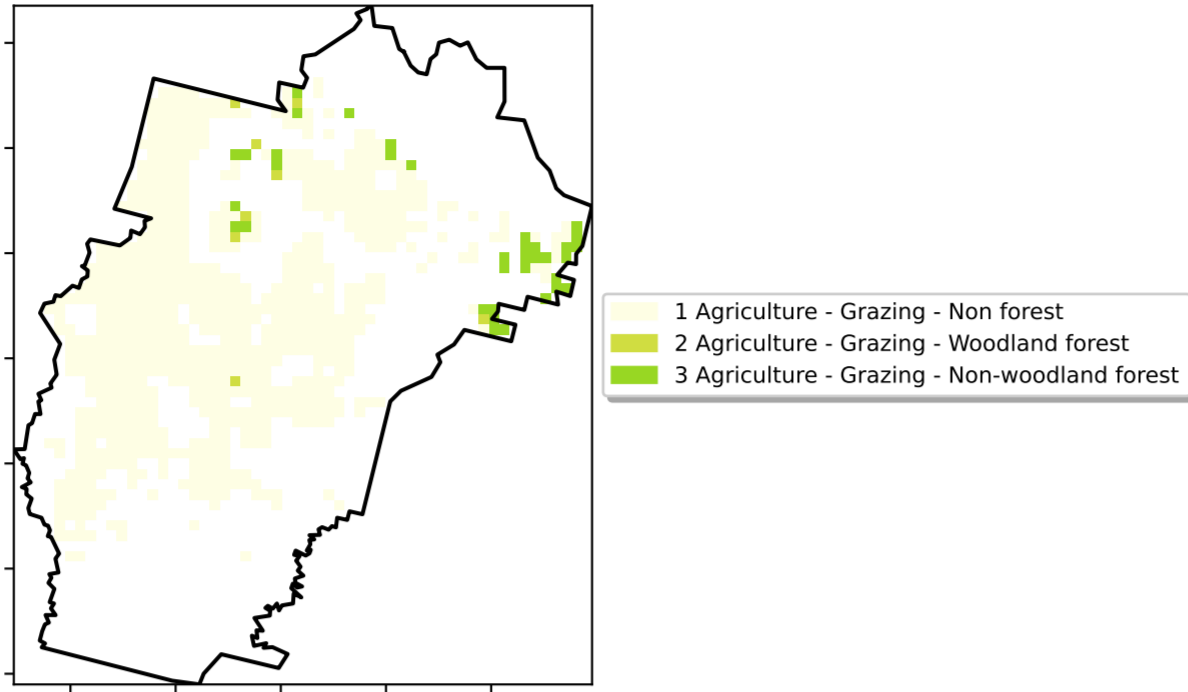 1 Agriculture - Grazing - Non forest
2 Agriculture - Grazing - Woodland forest
3 Agriculture - Grazing - Non-woodland forest